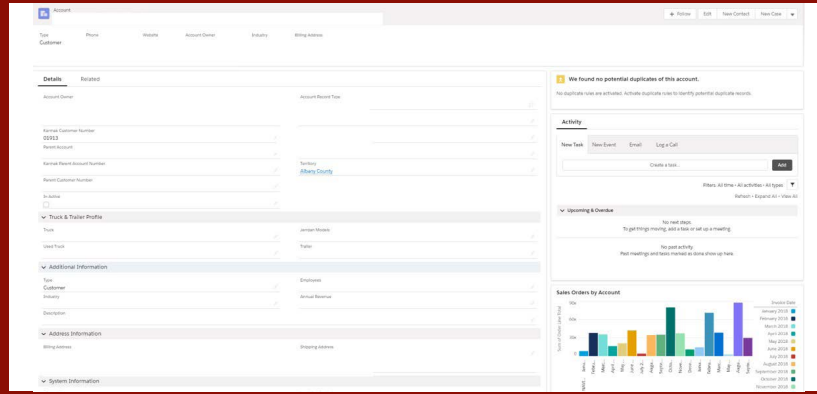 Account
+ Follow Edit New Contact New Case
Type Phone Website Account Owner Industry Billing Address
Customer
Details Related
Account Owner Account Record Type
Karmak Customer Number
01913
Parent Account
Karmak Parent Account Number Territory
Albany County
Parent Customer Number
In-Active
Truck & Trailer Profile
Truck
Used Truck Trailer
Additional Information
Type Employees
Customer
Industry Annual Revenue
Description
Address Information
Billing Address Shipping Address
System Information
We found no potential duplicates of this account.
No duplicate rules are activated. Activate duplicate rules to identify potential duplicate records.
Activity
New Task New Event Email Log a Call
Create a task... Add
Filters: All time • All activities • All types
Refresh • Expand All • View All
Upcoming & Overdue
No next steps.
To get things moving, add a task or set up a meeting.
No past activity.
Past meetings and tasks marked as done show up here.
Sales Orders by Account
Sum of Order Line Total
Invoice Date
January 2018
February 2018
March 2018
April 2018
May 2018
June 2018
July 2018
August 2018
September 2018
October 2018
November 2018